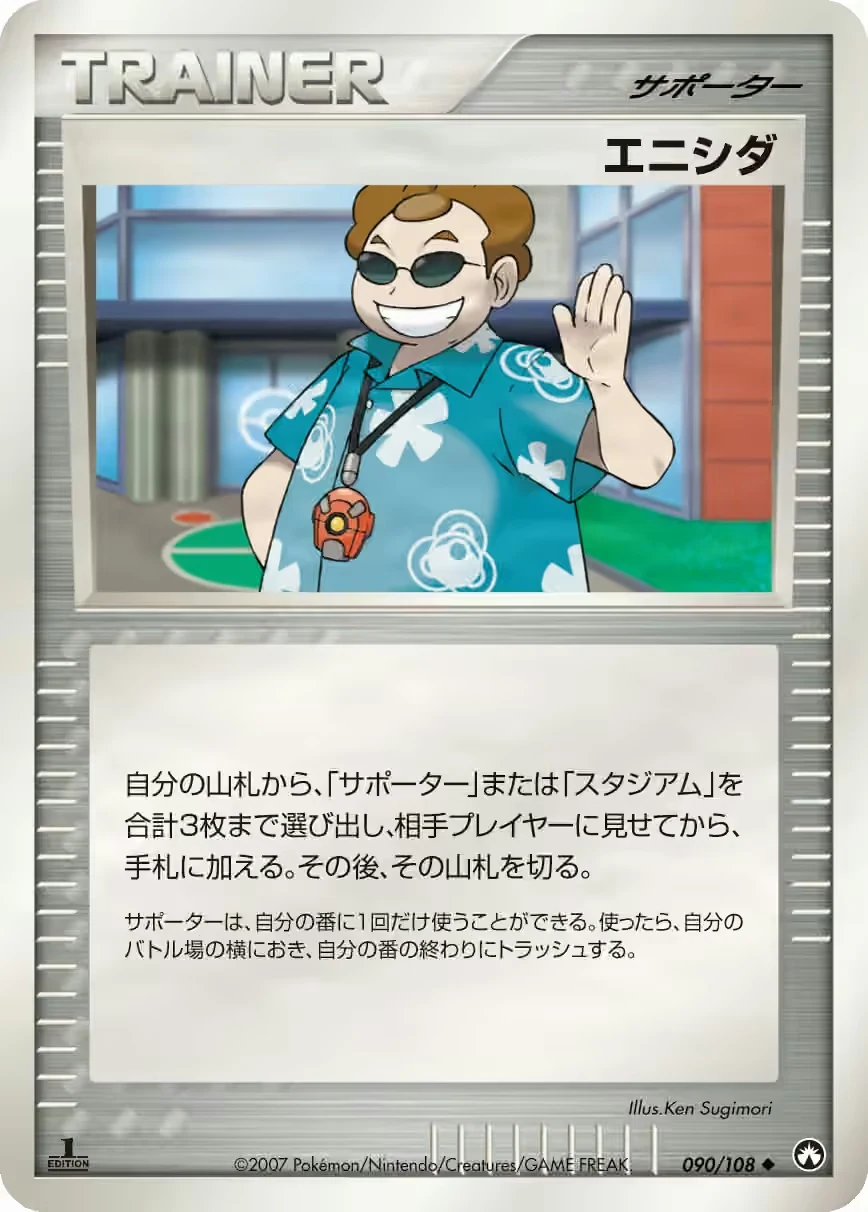 TRAINER
サポーター
エニシダ
自分の山札から、「サポーター」または「スタジアム」を
合計3枚まで選び出し、相手プレイヤーに見せてから、
手札に加える。その後、その山札を切る。
サポーターは、自分の番に1回だけ使うことができる。使ったら、自分の
バトル場の横におき、自分の番の終わりにトラッシュする。
Illus.Ken Sugimori
1
EDITION
©2007 Pokémon/Nintendo/Creatures/GAME FREAK.
090/108 ◆